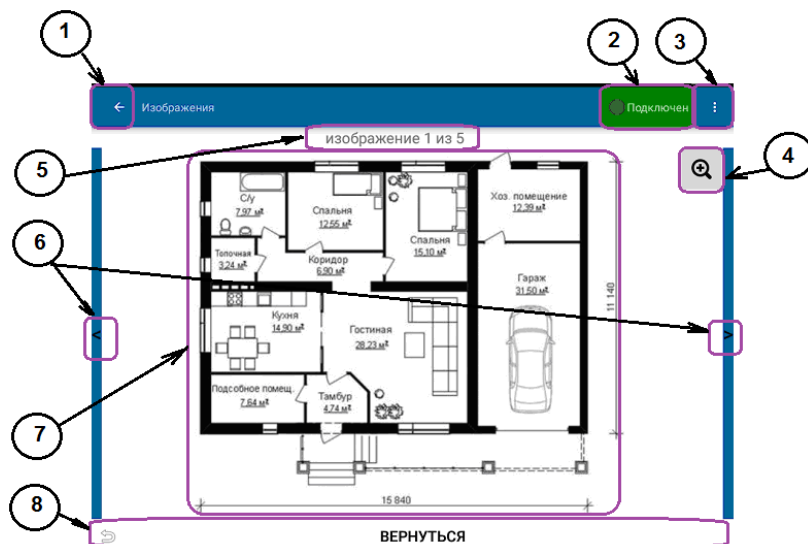 1
2
3
Изображения
Подключен
изображение 1 из 5
4
5
С/у
7.97 м²
Спальня
12.55 м²
Хоз. помещение
12.39 м²
Спальня
15.10 м²
Топочная
3.24 м²
Коридор
6.90 м²
6
Гараж
31.50 м²
11 140
Кухня
14.90 м²
Гостиная
28.23 м²
<
>
7
Подсобное помещ.
7.64 м²
Тамбур
4.74 м²
15 840
8
ВЕРНУТЬСЯ